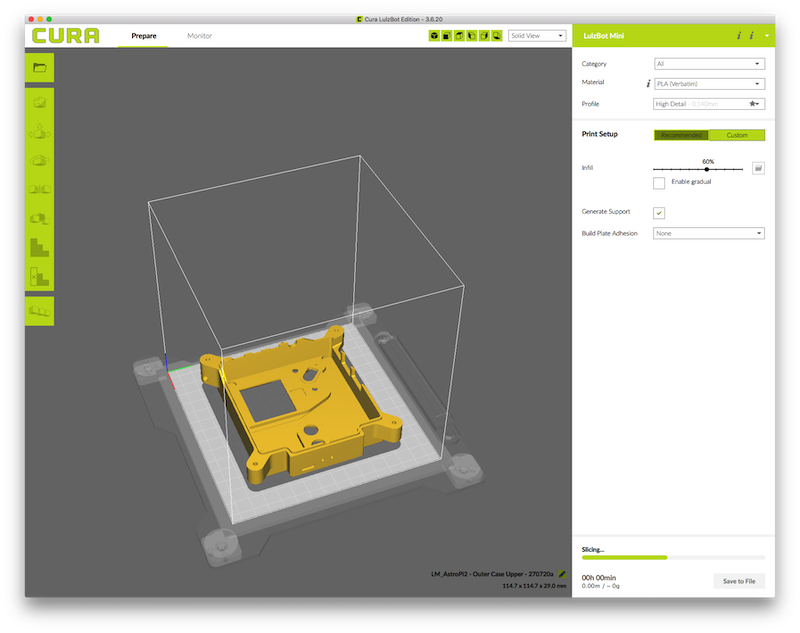 Cura LulzBot Edition - 3.6.20
CURA
Prepare
Monitor
Solid View
LulzBot Mini
i i
Category
All
Material
i
PLA (Verbatim)
Profile
High Detail - 0.140mm
Print Setup
Recommended
Custom
60%
Infill
Enable gradual
Generate Support
Build Plate Adhesion
None
LM_AstroPi2 - Outer Case Upper - 270720a
114.7 x 114.7 x 29.0 mm
Slicing...
00h 00min
0.00m / ~ 0g
Save to File